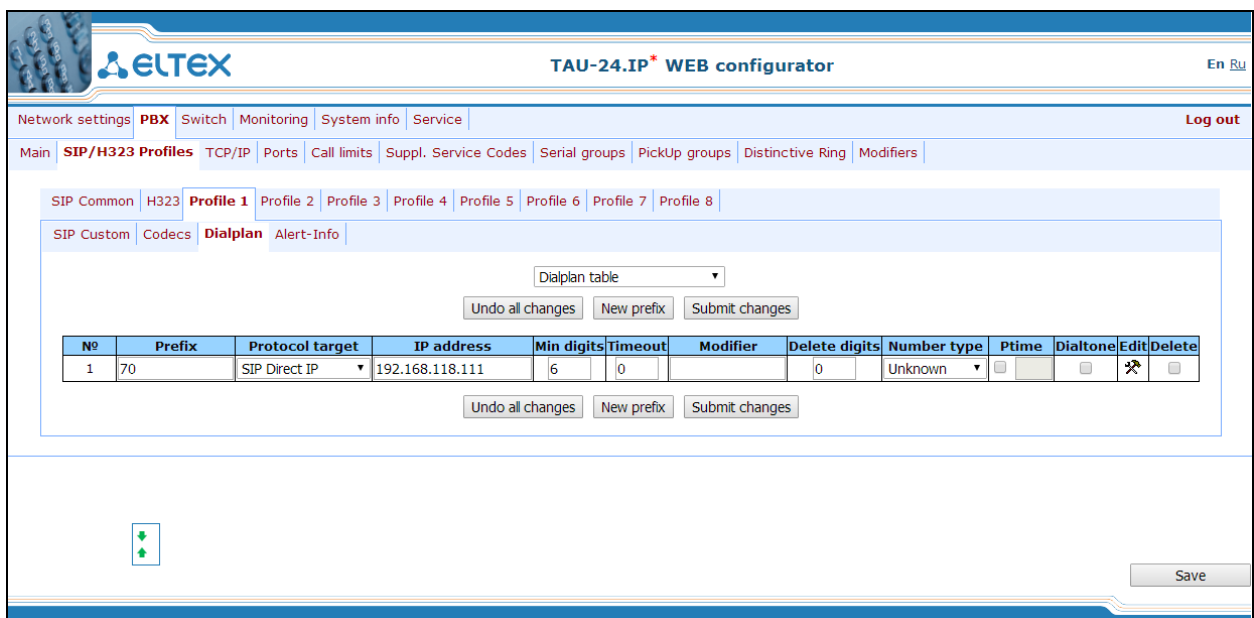 ELTEX
TAU-24.IP* WEB configurator
En Ru
Network settings PBX Switch Monitoring System info Service Log out
Main SIP/H323 Profiles TCP/IP Ports Call limits Suppl. Service Codes Serial groups PickUp groups Distinctive Ring Modifiers
SIP Common H323 Profile 1 Profile 2 Profile 3 Profile 4 Profile 5 Profile 6 Profile 7 Profile 8
SIP Custom Codecs Dialplan Alert-Info
Dialplan table
Undo all changes New prefix Submit changes
№ Prefix Protocol target IP address Min digits Timeout Modifier Delete digits Number type Ptime Dialtone Edit Delete
1 70 SIP Direct IP 192.168.118.111 6 0 0 Unknown
Undo all changes New prefix Submit changes
Save